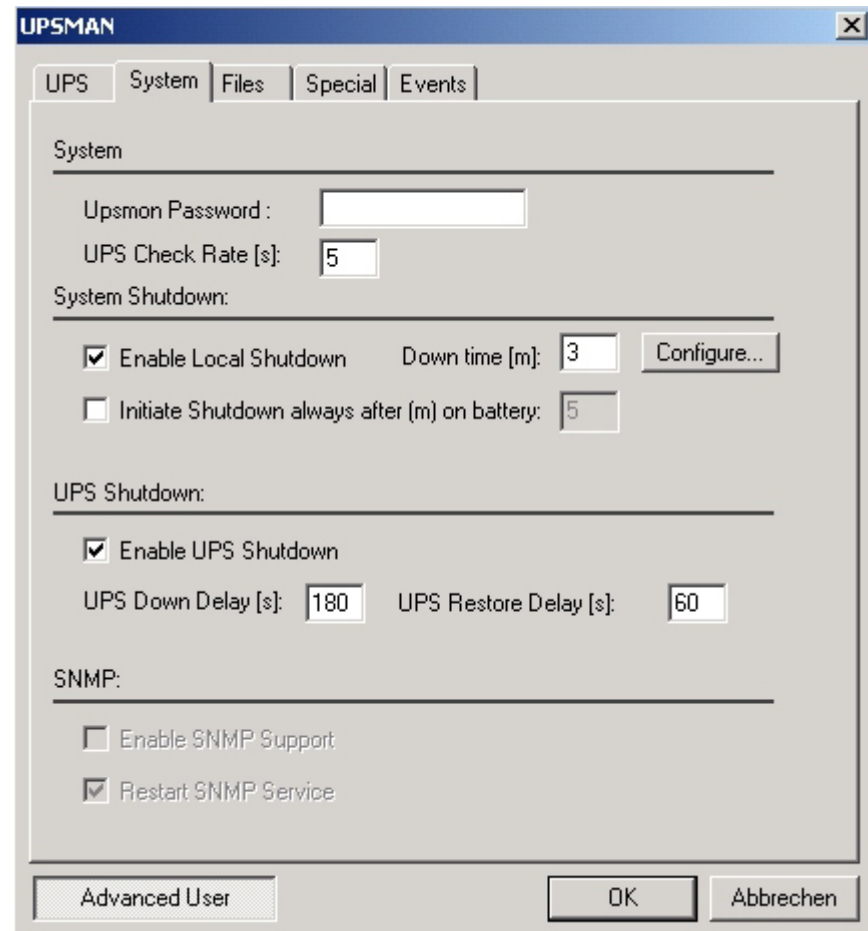 UPSMAN
UPS System Files Special Events
System
Upsmon Password :
UPS Check Rate [s]: 5
System Shutdown:
Enable Local Shutdown Down time [m]: 3 Configure...
Initiate Shutdown always after (m) on battery: 5
UPS Shutdown:
Enable UPS Shutdown
UPS Down Delay [s]: 180 UPS Restore Delay [s]: 60
SNMP:
Enable SNMP Support
Restart SNMP Service
Advanced User OK Abbrechen